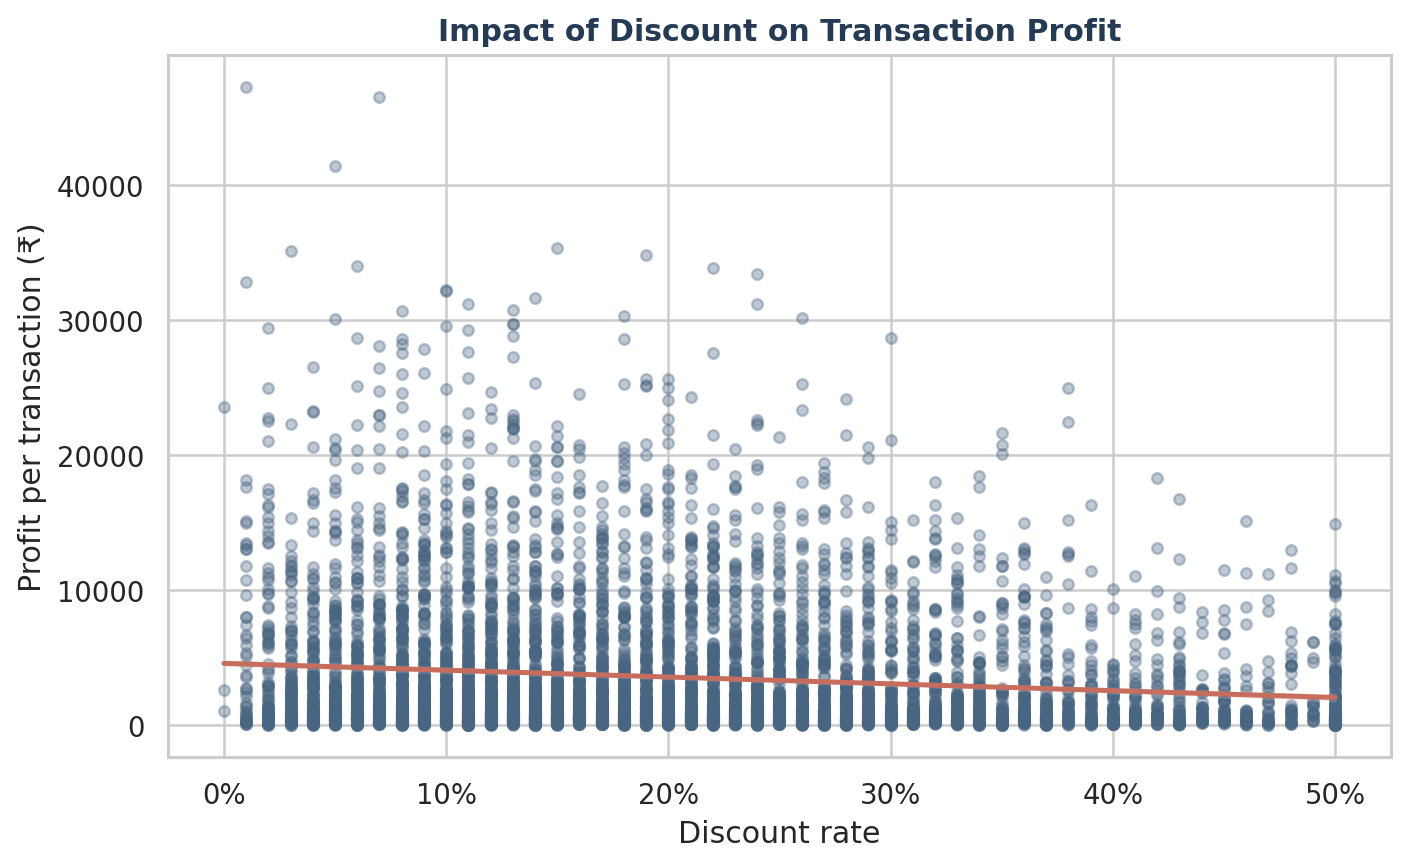 Impact of Discount on Transaction Profit
Profit per transaction (₹)
40000
30000
20000
10000
0
0% 10% 20% 30% 40% 50%
Discount rate